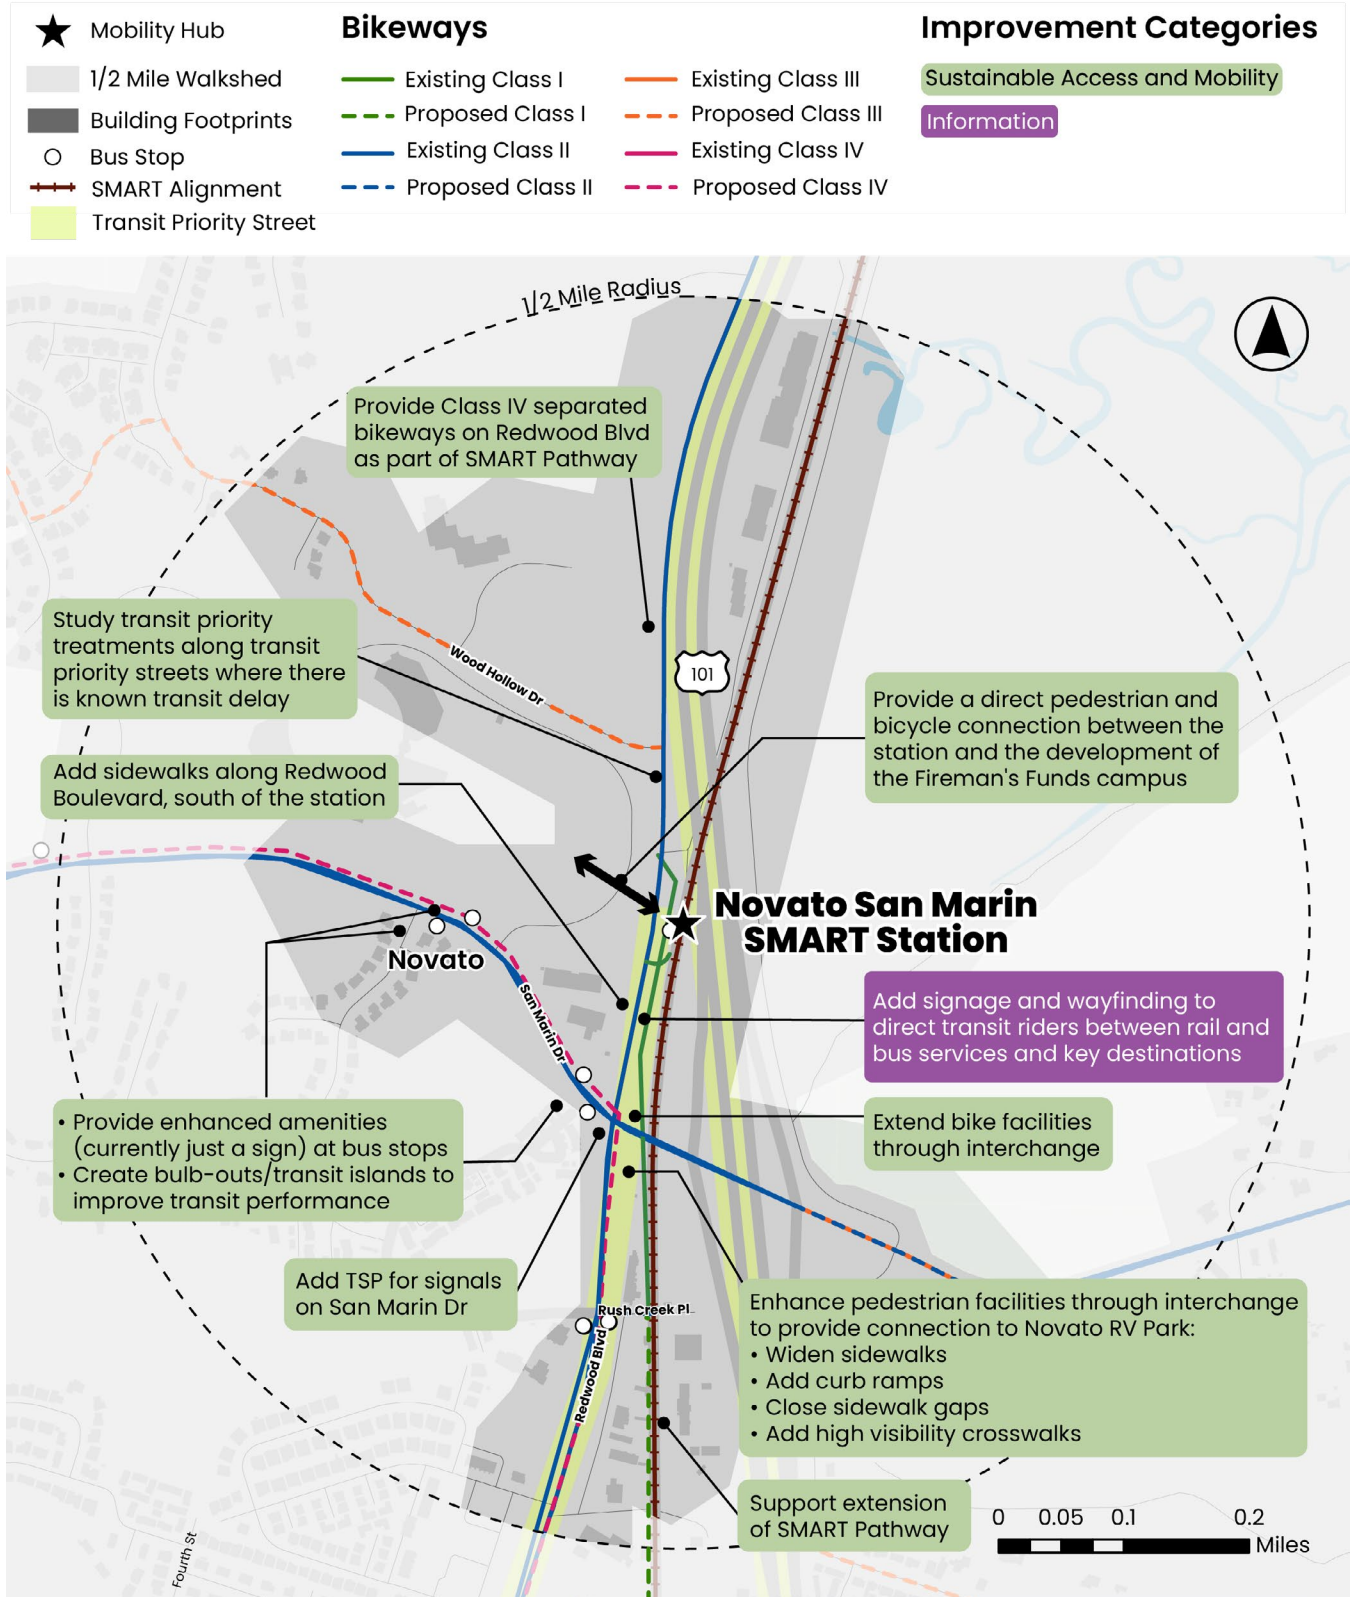 Mobility Hub
1/2 Mile Walkshed
Building Footprints
Bus Stop
SMART Alignment
Transit Priority Street
Bikeways
Existing Class I
Proposed Class I
Existing Class II
Proposed Class II
Existing Class III
Proposed Class III
Existing Class IV
Proposed Class IV
Improvement Categories
Sustainable Access and Mobility
Information
1/2 Mile Radius
Provide Class IV separated
bikeways on Redwood Blvd
as part of SMART Pathway
Study transit priority
treatments along transit
priority streets where there
is known transit delay
Wood Hollow Dr
101
Provide a direct pedestrian and
bicycle connection between the
station and the development of
the Fireman's Funds campus
Add sidewalks along Redwood
Boulevard, south of the station
Novato San Marin
SMART Station
Novato
San Marin Dr
Add signage and wayfinding to
direct transit riders between rail and
bus services and key destinations
• Provide enhanced amenities
(currently just a sign) at bus stops
• Create bulb-outs/transit islands to
improve transit performance
Extend bike facilities
through interchange
Add TSP for signals
on San Marin Dr
Rush Creek Pl
Redwood Blvd
Enhance pedestrian facilities through interchange
to provide connection to Novato RV Park:
• Widen sidewalks
• Add curb ramps
• Close sidewalk gaps
• Add high visibility crosswalks
Support extension
of SMART Pathway
Fourth St
0 0.05 0.1 0.2
Miles